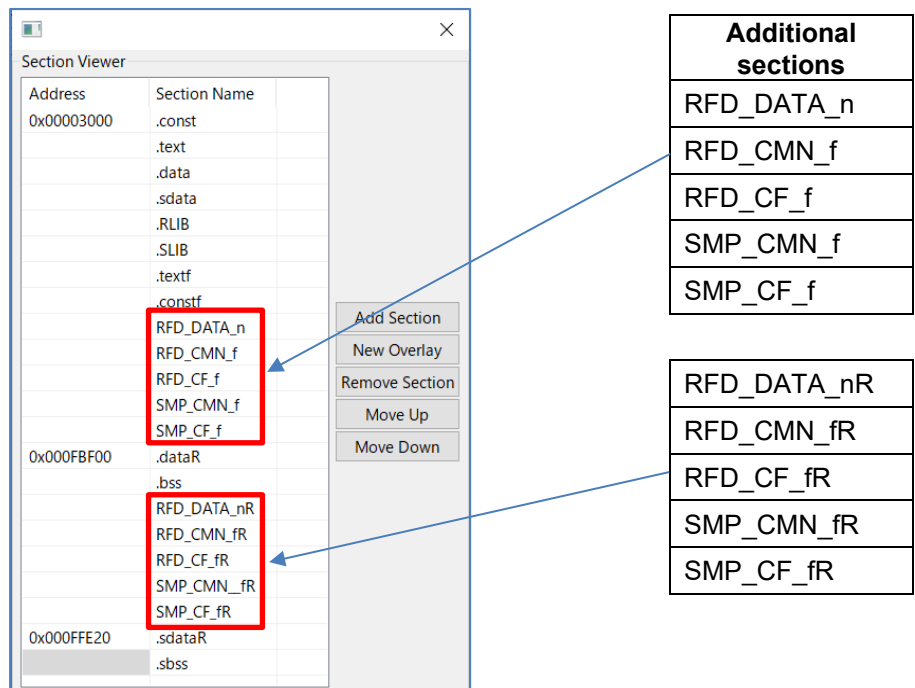 Section Viewer
Address Section Name
0x00003000 .const
.text
.data
.sdata
.RLIB
.SLIB
.textf
.constf
RFD_DATA_n
RFD_CMN_f
RFD_CF_f
SMP_CMN_f
SMP_CF_f
0x000FBF00 .dataR
.bss
RFD_DATA_nR
RFD_CMN_fR
RFD_CF_fR
SMP_CMN__fR
SMP_CF_fR
0x000FFE20 .sdataR
.sbss
Add Section
New Overlay
Remove Section
Move Up
Move Down
Additional
sections
RFD_DATA_n
RFD_CMN_f
RFD_CF_f
SMP_CMN_f
SMP_CF_f
RFD_DATA_nR
RFD_CMN_fR
RFD_CF_fR
SMP_CMN_fR
SMP_CF_fR